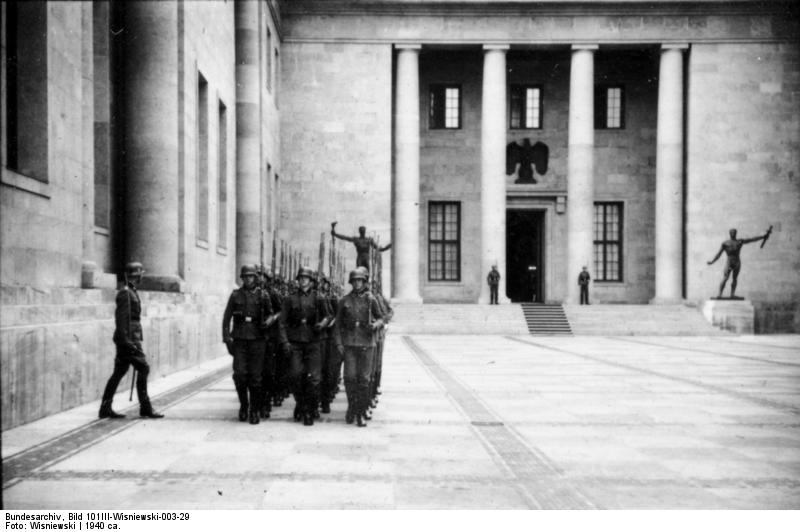 Bundesarchiv, Bild 101III-Wisniewski-003-29
Foto: Wisniewski | 1940 ca.